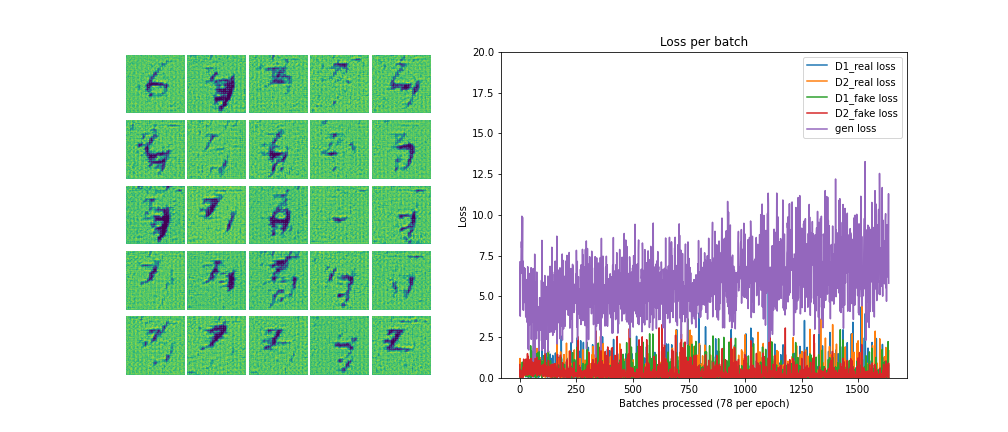 Loss per batch
20.0
17.5
15.0
12.5
10.0
7.5
5.0
2.5
0.0
Loss
D1_real loss
D2_real loss
D1_fake loss
D2_fake loss
gen loss
0
250
500
750
1000
1250
1500
Batches processed (78 per epoch)